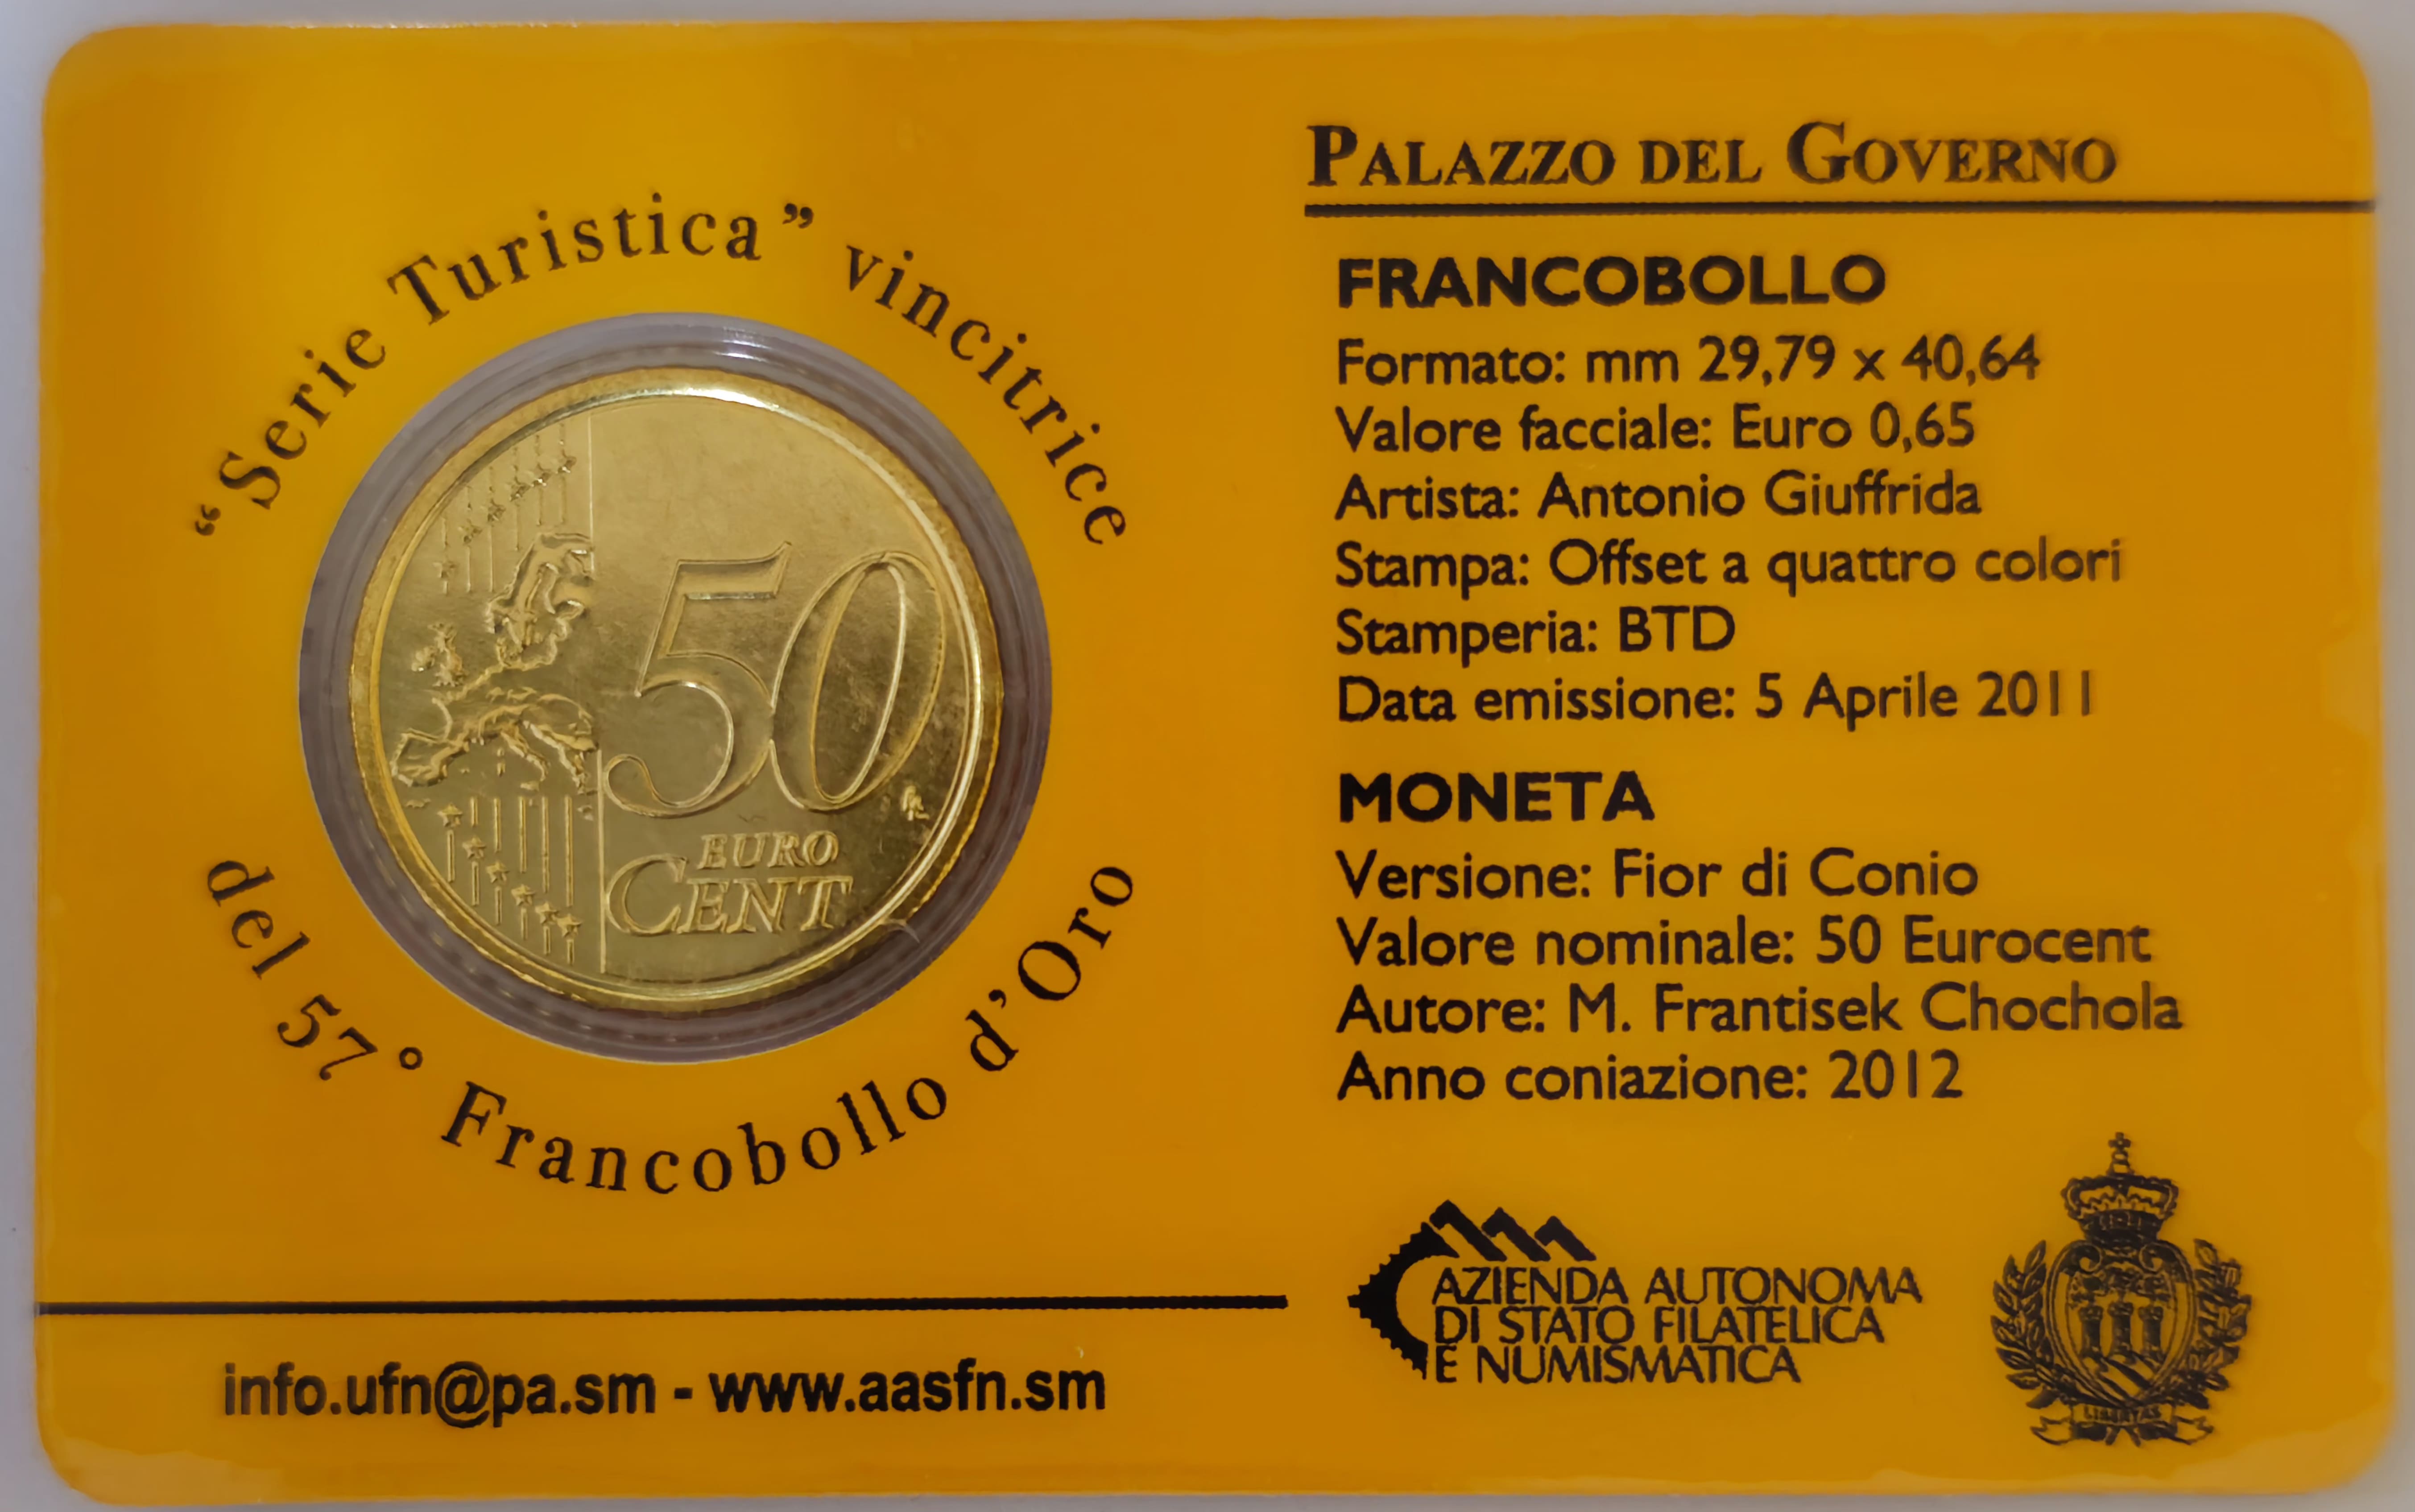 “Serie Turistica” vincitrice
del 57° Francobollo d’Oro
50
EURO
CENT
LL
info.ufn@pa.sm - www.aasfn.sm
PALAZZO DEL GOVERNO
FRANCOBOLLO
Formato: mm 29,79 x 40,64
Valore facciale: Euro 0,65
Artista: Antonio Giuffrida
Stampa: Offset a quattro colori
Stamperia: BTD
Data emissione: 5 Aprile 2011
MONETA
Versione: Fior di Conio
Valore nominale: 50 Eurocent
Autore: M. Frantisek Chochola
Anno coniazione: 2012
AZIENDA AUTONOMA
DI STATO FILATELICA
E NUMISMATICA
LIBERTAS